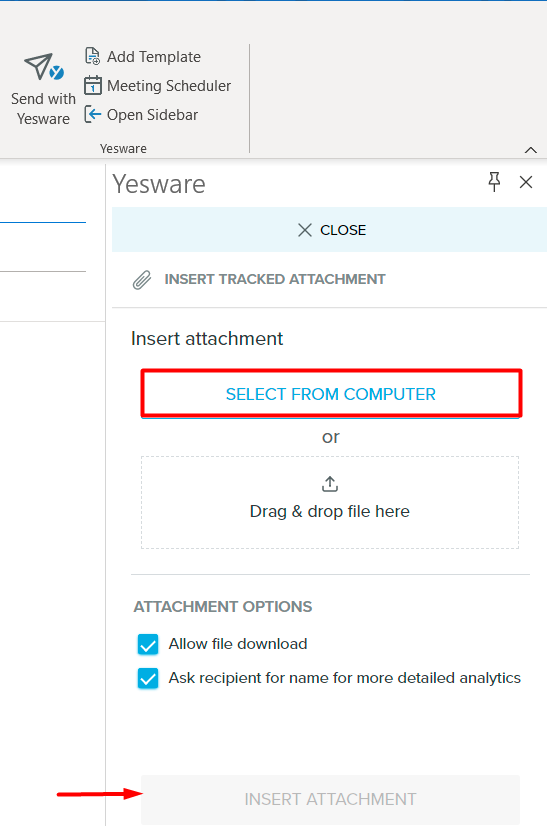 Send with
Yesware
Add Template
1
Meeting Scheduler
Open Sidebar
Yesware
Yesware
CLOSE
INSERT TRACKED ATTACHMENT
Insert attachment
SELECT FROM COMPUTER
or
Drag & drop file here
ATTACHMENT OPTIONS
Allow file download
Ask recipient for name for more detailed analytics
INSERT ATTACHMENT